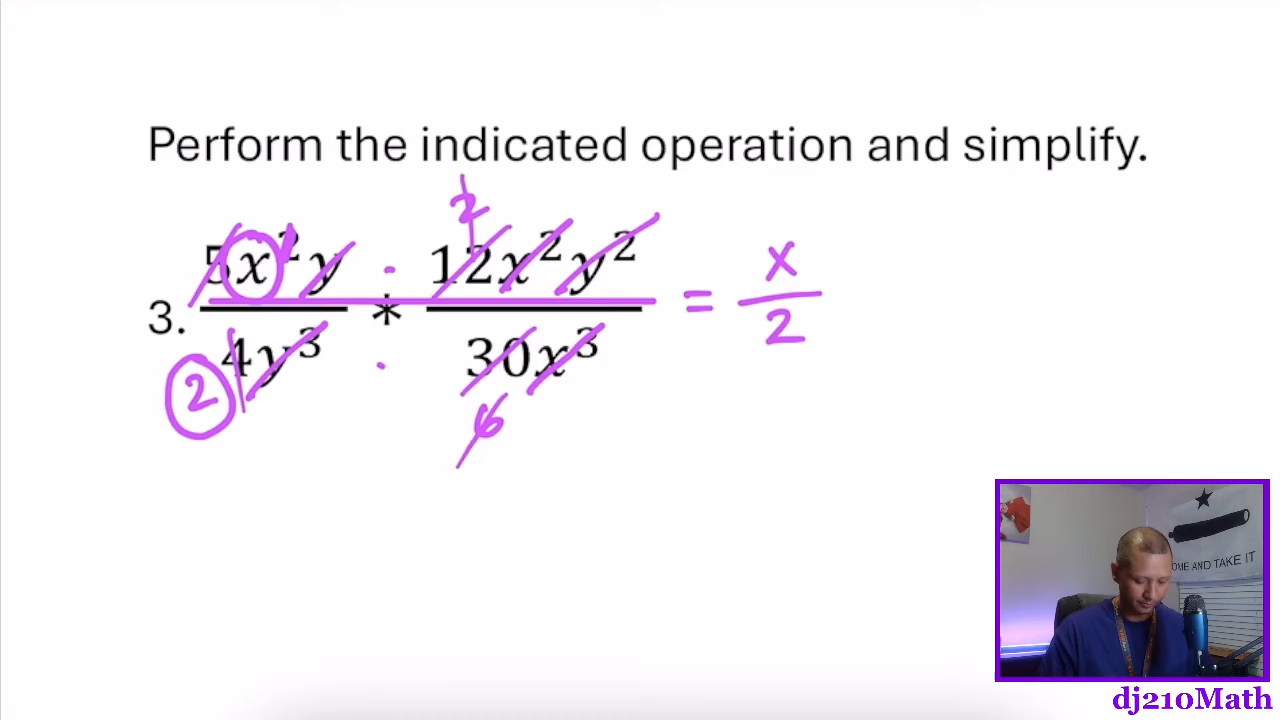 Perform the indicated operation and simplify.
3. 5x²y / 4y³ * 12x²y² / 30x³ = x / 2
2
2
6
COME AND TAKE IT
dj210Math